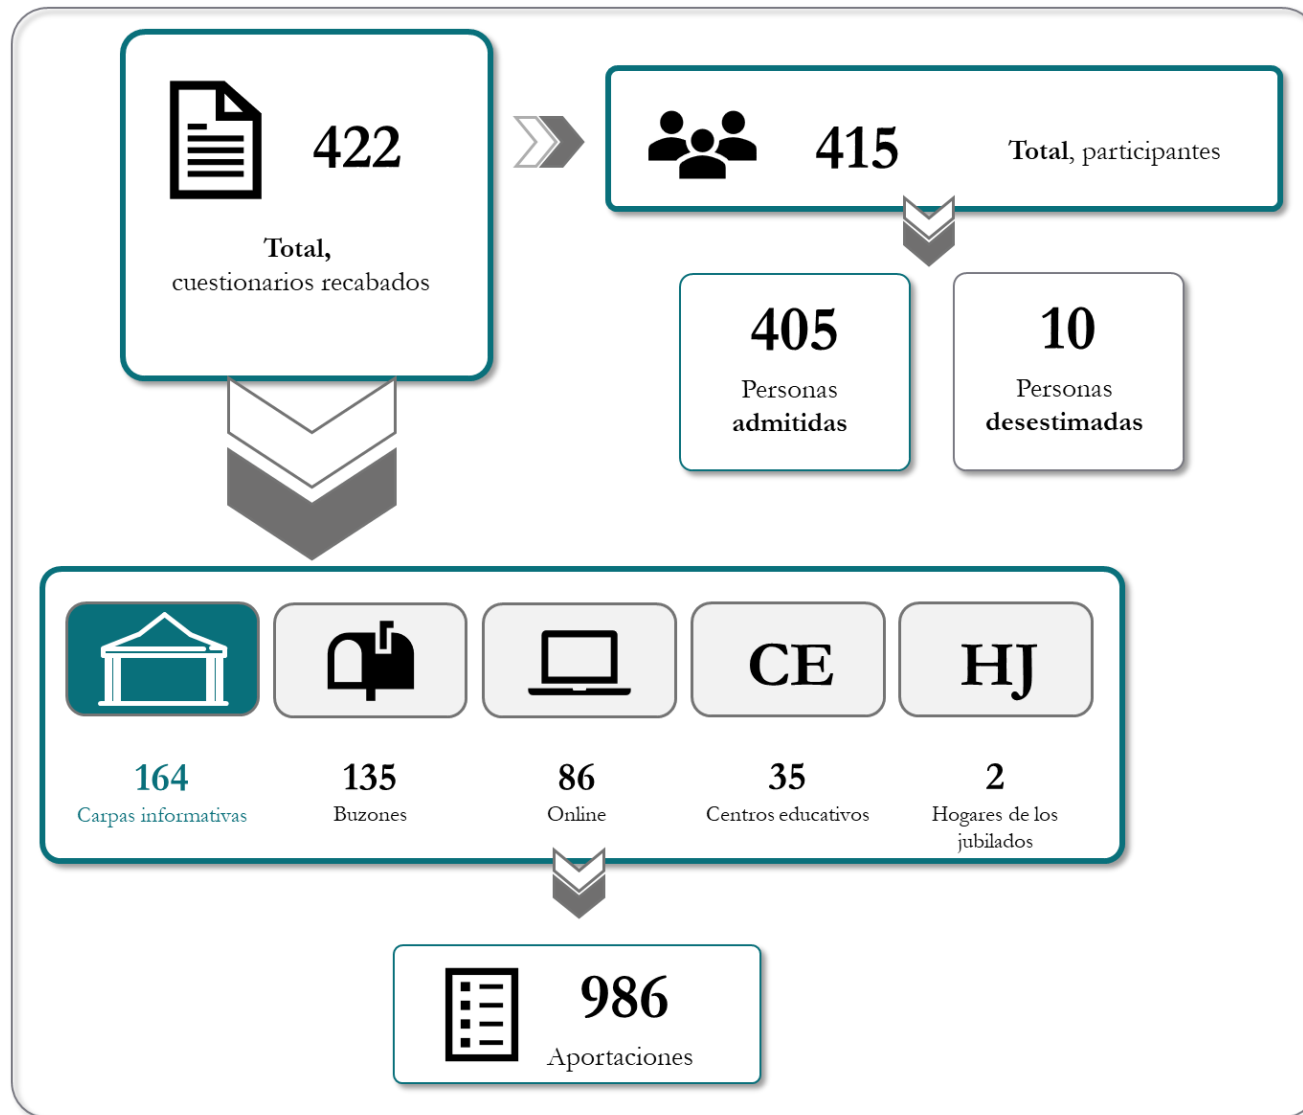 422
Total,
cuestionarios recabados
415
Total, participantes
405
Personas
admitidas
10
Personas
desestimadas
CE
HJ
164
Carpas informativas
135
Buzones
86
Online
35
Centros educativos
2
Hogares de los
jubilados
986
Aportaciones